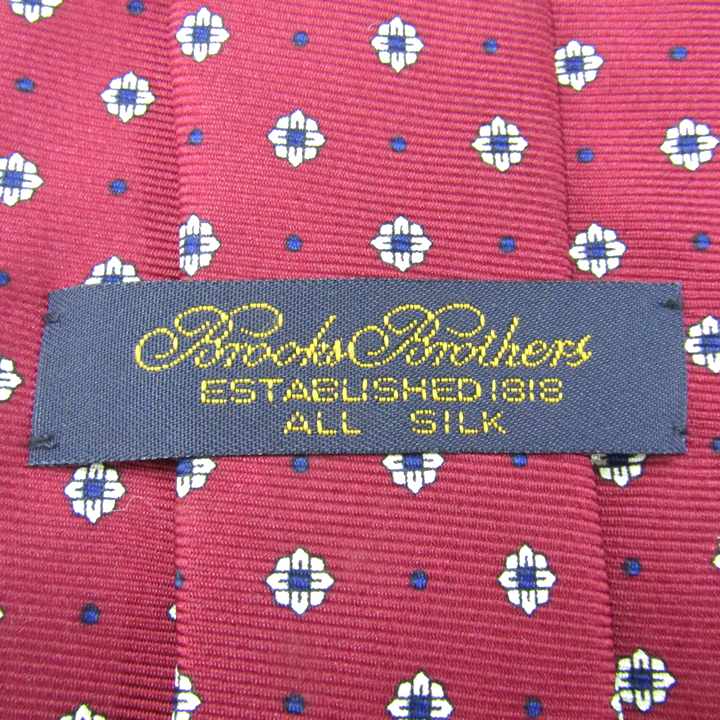 Brooks Brothers
ESTABLISHED 1818
ALL SILK